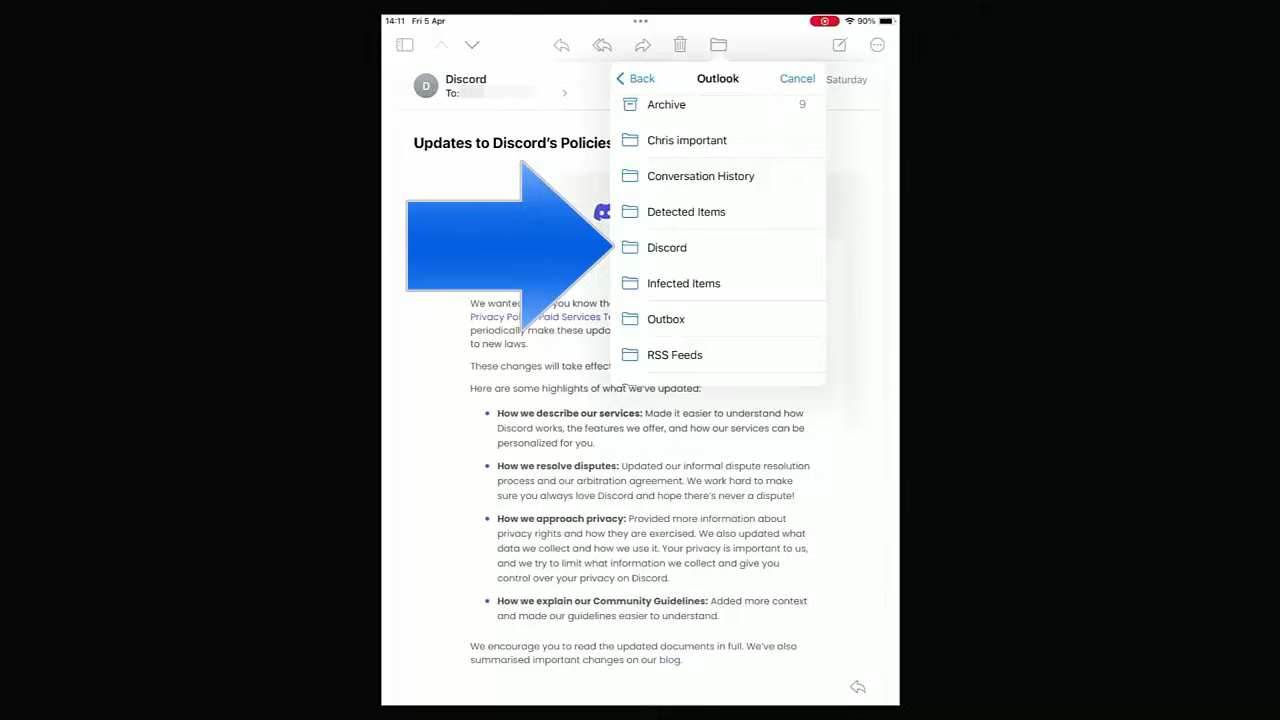 14:11 Fri 5 Apr
90%
Discord
To:
D
Back
Outlook
Cancel
Saturday
Archive
9
Chris important
Conversation History
Detected Items
Discord
Infected Items
Outbox
RSS Feeds
Updates to Discord's Policies
We wanted you know the
Privacy Paid Services
periodically make these
to new laws.
These changes will take
Here are some highlights of what we've updated:
How we describe our services: Made it easier to understand how
Discord works, the features we offer, and how our services can be
personalized for you.
How we resolve disputes: Updated our informal dispute resolution
process and our arbitration agreement. We work hard to make
sure you always love Discord and hope there's never a dispute!
How we approach privacy: Provided more information about
privacy rights and how they are exercised. We also updated what
data we collect and how we use it. Your privacy is important to us,
and we try to limit what information we collect and give you
control over your privacy on Discord.
How we explain our Community Guidelines: Added more context
and made our guidelines easier to understand.
We encourage you to read the updated documents in full. We've also
summarised important changes on our blog.